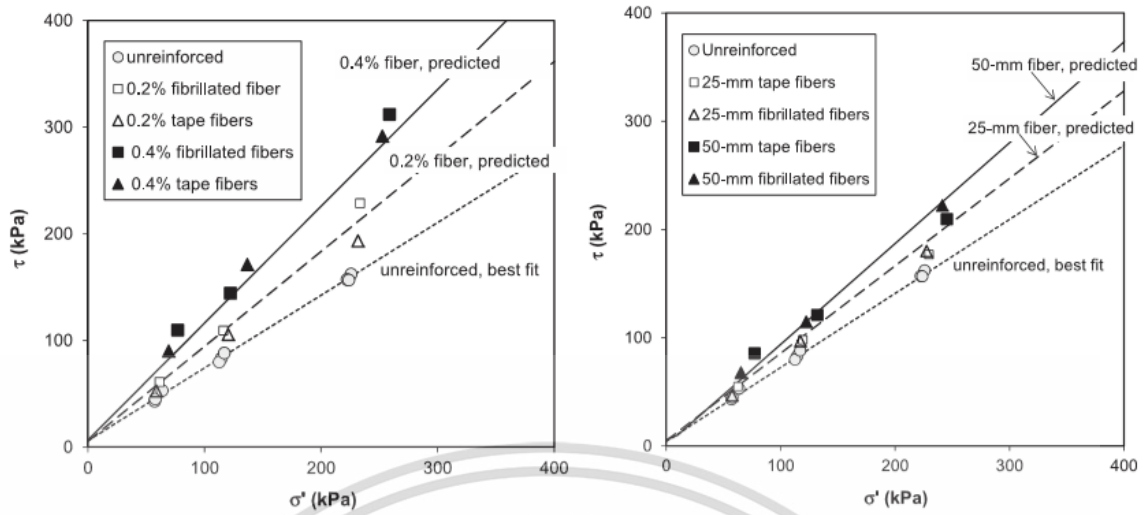 400
300
200
100
0
τ (kPa)
unreinforced
0.2% fibrillated fiber
0.2% tape fibers
0.4% fibrillated fibers
0.4% tape fibers
0.4% fiber, predicted
0.2% fiber, predicted
unreinforced, best fit
0 100 200 300 400
σ' (kPa)
400
300
200
100
0
τ (kPa)
Unreinforced
25-mm tape fibers
25-mm fibrillated fibers
50-mm tape fibers
50-mm fibrillated fibers
50-mm fiber, predicted
25-mm fiber, predicted
unreinforced, best fit
0 100 200 300 400
σ' (kPa)